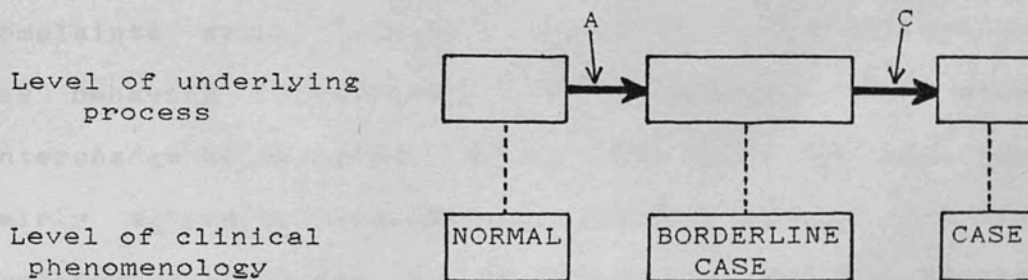 A C
Level of underlying
process
Level of clinical
phenomenology
NORMAL BORDERLINE
CASE CASE